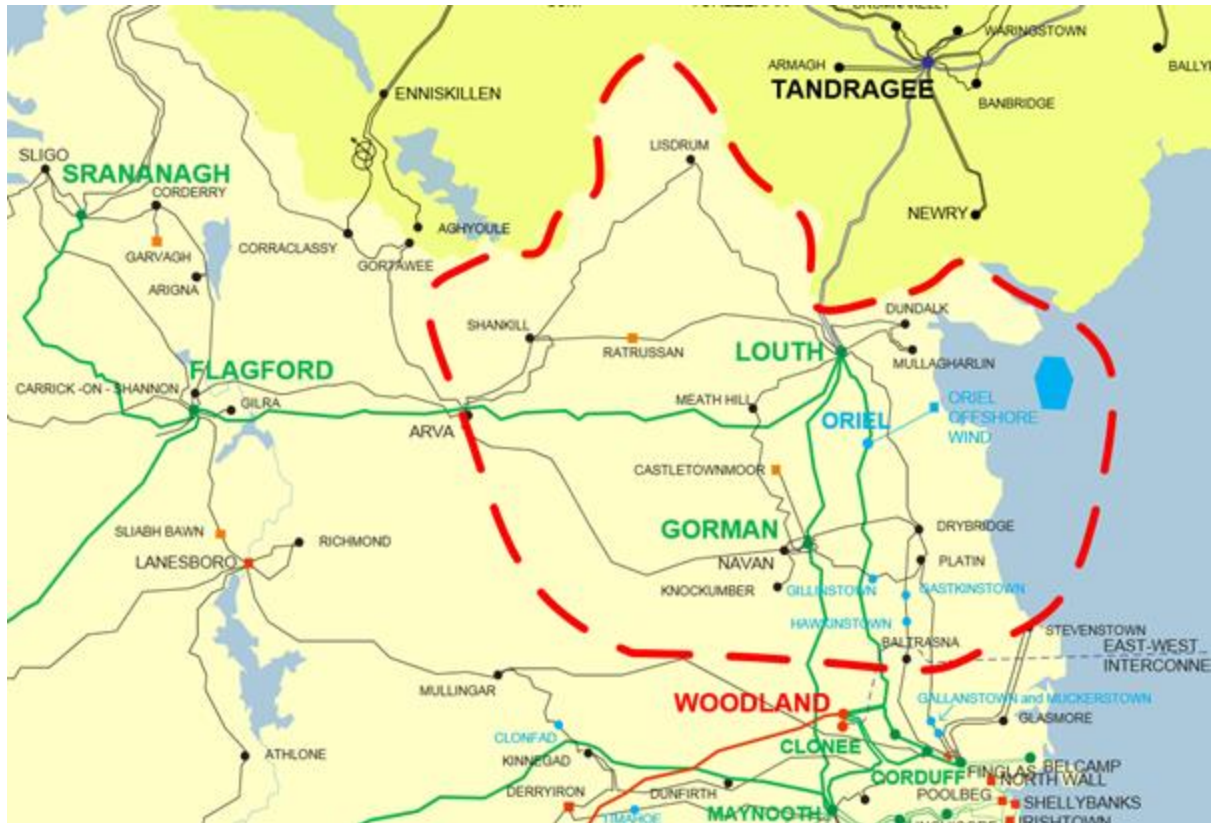 WARINGSTOWN
ARMAGH
TANDRAGEE
BANBRIDGE
ENNISKILLEN
LISDRUM
SLIGO
SRANANAGH
CORDERRY
NEWRY
AGHYOULE
CORRACLASSY
GARVAGH
GORTAWEE
ARIGNA
DUNDALK
SHANKILL
RATRUSSAN
LOUTH
MULLAGHARLIN
FLAGFORD
CARRICK -ON - SHANNON
GILRA
MEATH HILL
ORIEL
ORIEL
OFFSHORE
WIND
ARVA
CASTLETOWNMOOR
GORMAN
DRYBRIDGE
SLIABH BAWN
RICHMOND
LANESBORO
NAVAN
PLATIN
KNOCKUMBER
GILLINSTOWN
GASTKINSTOWN
HAWKINSTOWN
STEVENSTOWN
BALTRASNA
EAST-WEST
INTERCONNE
MULLINGAR
WOODLAND
GALLANSTOWN and MUCKERSTOWN
GLASMORE
CLONFAD
CLONEE
ATHLONE
KINNEGAD
CORDUFF
FINGLAS
BELCAMP
NORTH WALL
DERRYIRON
DUNFIRTH
POOLBEG
SHELLYBANKS
MAYNOOTH
LIMAHOE
IRISHTOWN